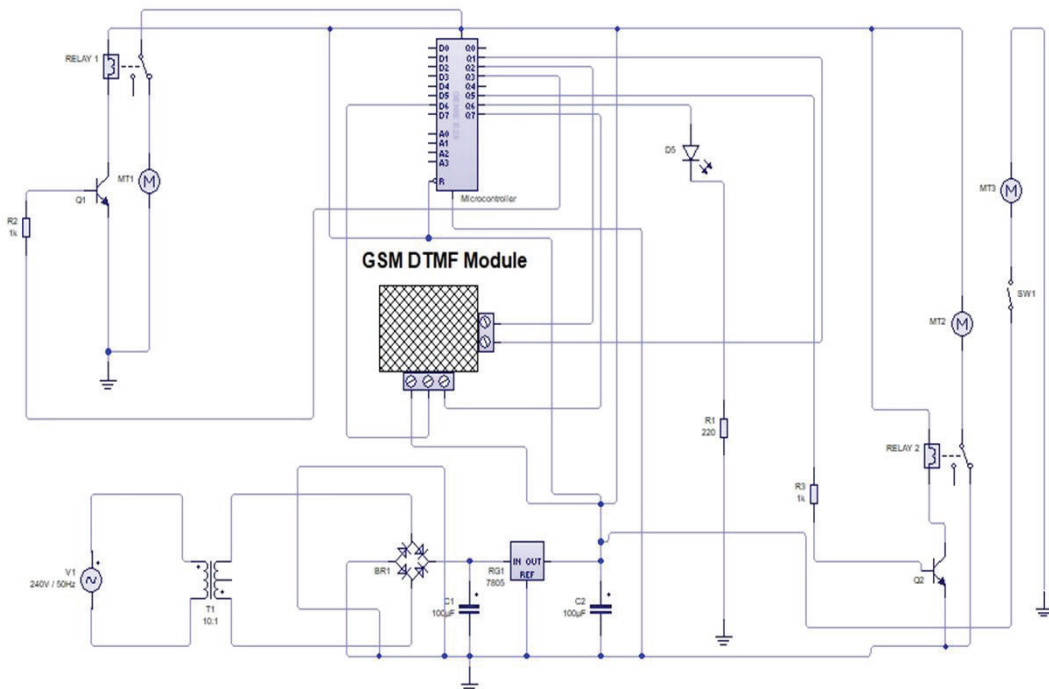 RELAY 1
D0 Q0
D1 Q1
D2 Q2
D3 Q3
D4 Q4
D5 Q5
D6 Q6
D7 Q7
A0
A1
A2
A3
R
Microcontroller
MT1
Q1
R2
1k
D5
MT3
SW1
GSM DTMF Module
MT2
R1
220
RELAY 2
R3
1k
V1
240V / 50Hz
T1
10:1
BR1
IN OUT
REF
RG1
7805
C1
100µF
C2
100µF
Q2